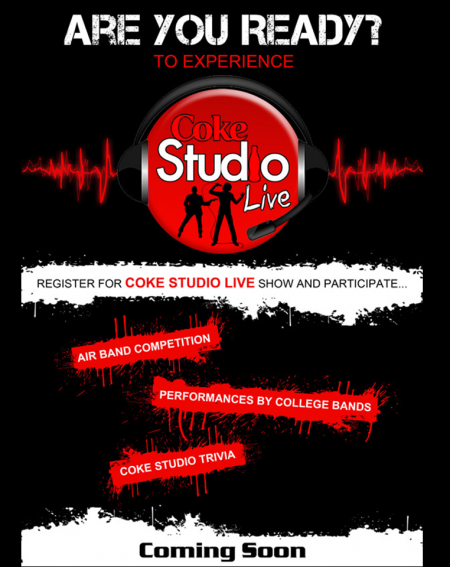 ARE YOU READY?
TO EXPERIENCE
Coke
Studio
Live
REGISTER FOR COKE STUDIO LIVE SHOW AND PARTICIPATE...
AIR BAND COMPETITION
PERFORMANCES BY COLLEGE BANDS
COKE STUDIO TRIVIA
Coming Soon